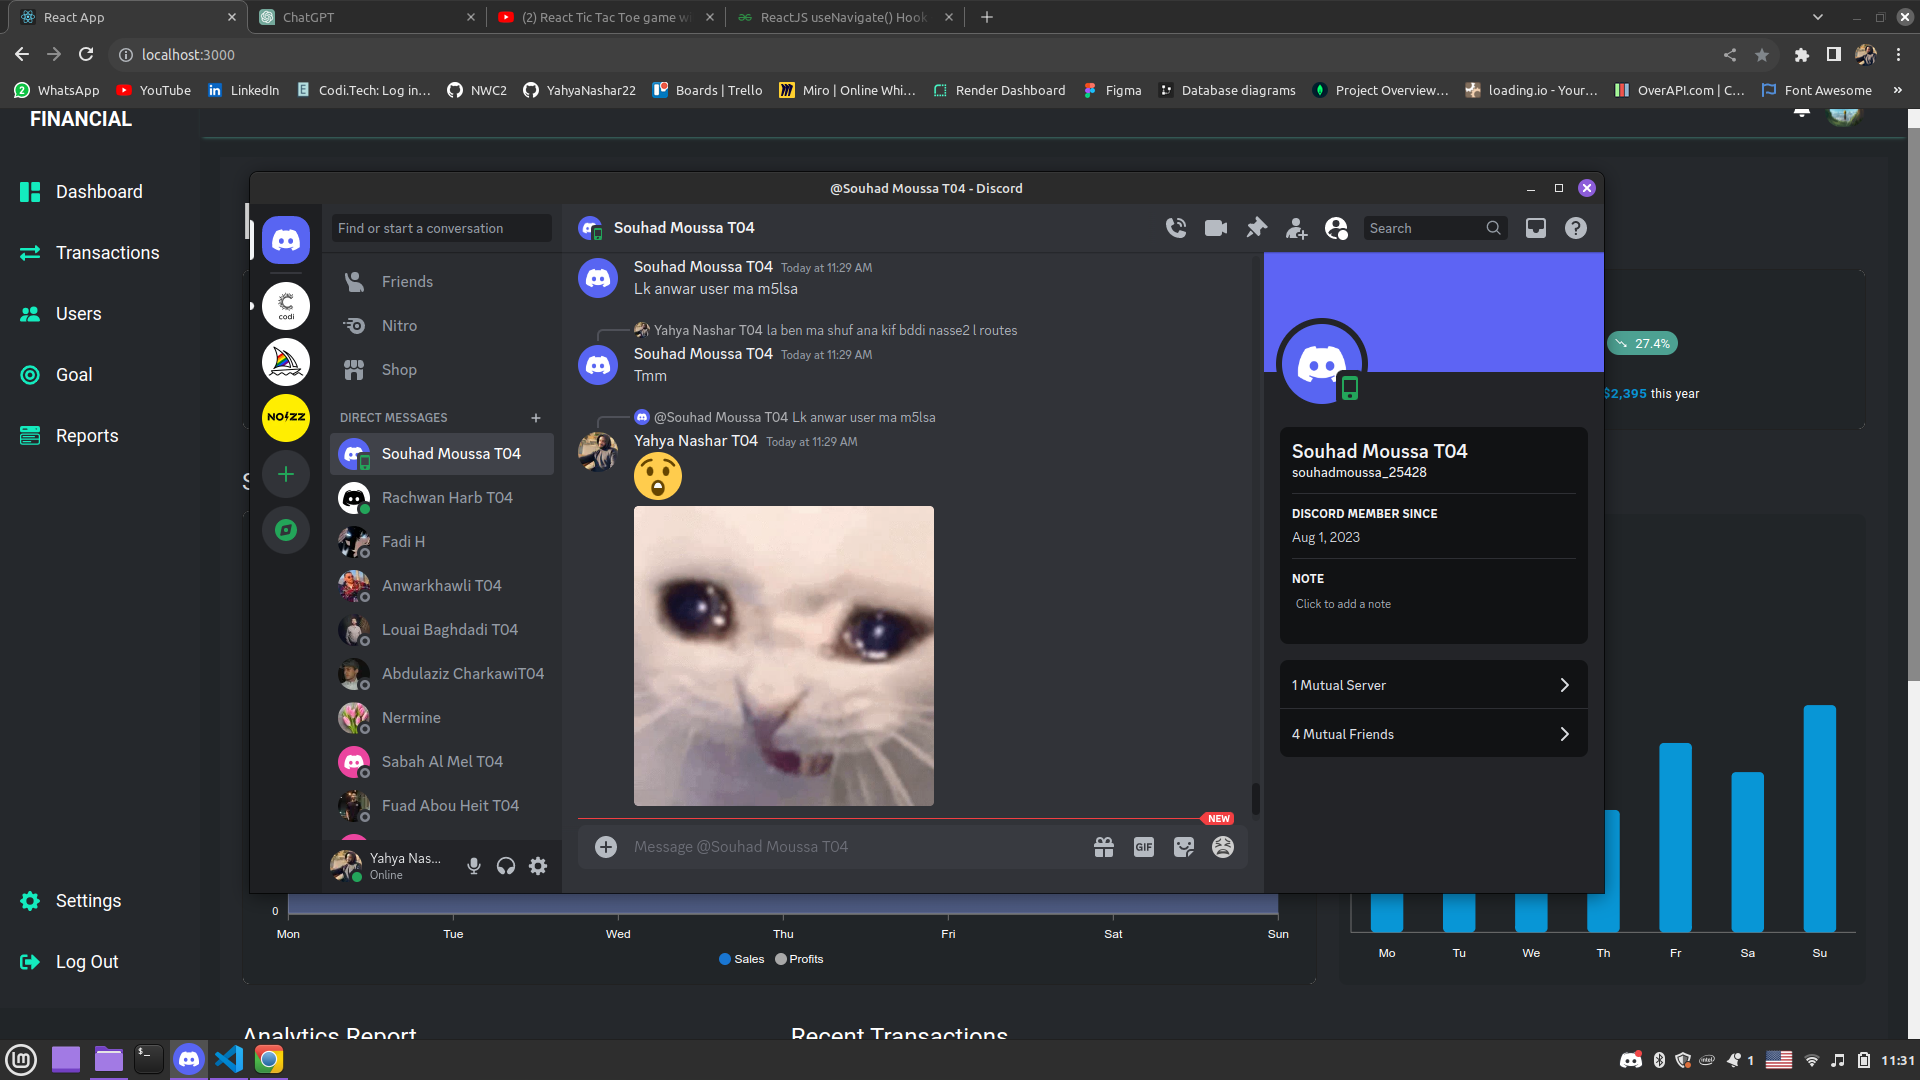 React App
ChatGPT
(2) React Tic Tac Toe game wi
ReactJS useNavigate() Hook
localhost:3000
WhatsApp
YouTube
LinkedIn
Codi.Tech: Log in...
NWC2
YahyaNashar22
Boards | Trello
Miro | Online Whi...
Render Dashboard
Figma
Database diagrams
Project Overview...
loading.io - Your...
OverAPI.com | C...
Font Awesome
»
FINANCIAL
Dashboard
Transactions
Users
Goal
Reports
Settings
Log Out
@Souhad Moussa T04 - Discord
Find or start a conversation
Souhad Moussa T04
Search
codi
NOIZZ
Friends
Nitro
Shop
DIRECT MESSAGES
Souhad Moussa T04
Rachwan Harb T04
Fadi H
Anwarkhawli T04
Louai Baghdadi T04
Abdulaziz CharkawiT04
Nermine
Sabah Al Mel T04
Fuad Abou Heit T04
Yahya Nas...
Online
Souhad Moussa T04 Today at 11:29 AM
Lk anwar user ma m5lsa
Yahya Nashar T04 la ben ma shuf ana kif bddi nasse2 l routes
Souhad Moussa T04 Today at 11:29 AM
Tmm
@Souhad Moussa T04 Lk anwar user ma m5lsa
Yahya Nashar T04 Today at 11:29 AM
NEW
Message @Souhad Moussa T04
GIF
Souhad Moussa T04
souhadmoussa_25428
DISCORD MEMBER SINCE
Aug 1, 2023
NOTE
Click to add a note
1 Mutual Server
4 Mutual Friends
27.4%
$2,395 this year
0
Mon Tue Wed Thu Fri Sat Sun
Sales Profits
Mo Tu We Th Fr Sa Su
Analytics Report
Recent Transactions
1
11:31